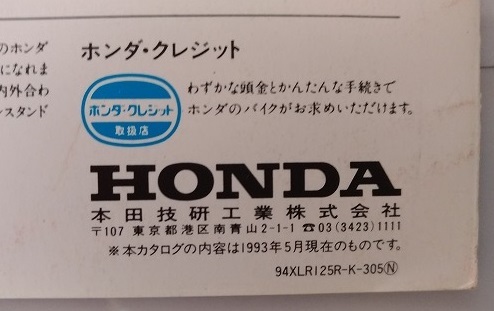 のホンダ
になれま
内外合わ
ンスタンド
ホンダ・クレジット
ホンダ・クレジット
取扱店
わずかな頭金とかんたんな手続きで
ホンダのバイクがお求めいただけます。
HONDA
本田技研工業株式会社
〒107 東京都港区南青山2-1-1 ☎03(3423)1111
※本カタログの内容は1993年5月現在のものです。
94XLR125R-K-305Ⓝ